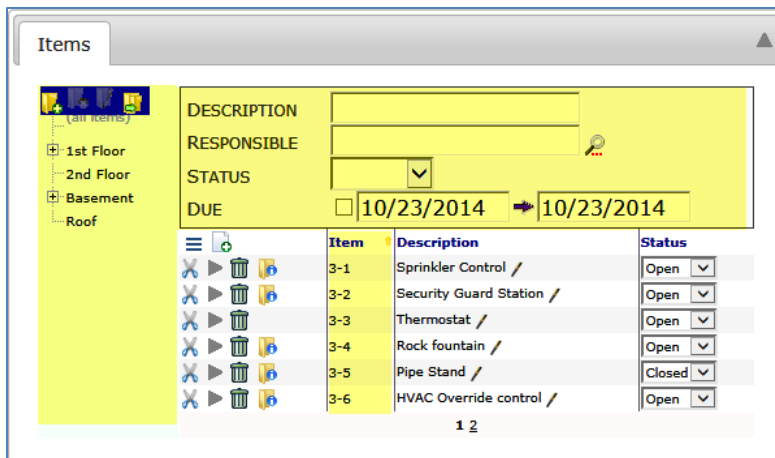 Items
(all items)
1st Floor
2nd Floor
Basement
Roof
DESCRIPTION
RESPONSIBLE
STATUS
DUE 10/23/2014 10/23/2014
Item Description Status
3-1 Sprinkler Control Open
3-2 Security Guard Station Open
3-3 Thermostat Open
3-4 Rock fountain Open
3-5 Pipe Stand Closed
3-6 HVAC Override control Open
1 2